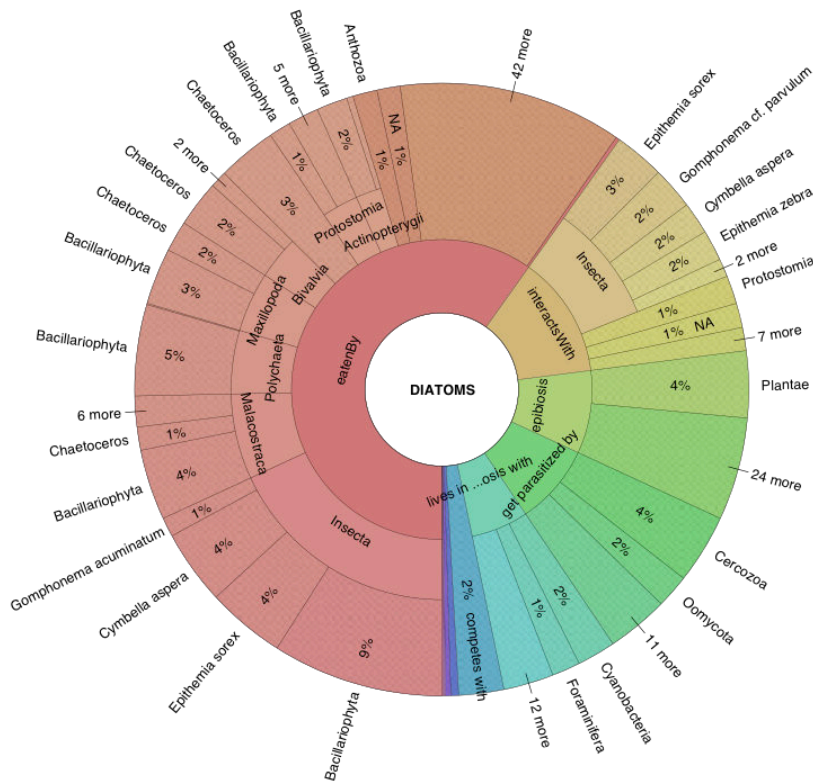 DIATOMS
eatenBy
interactsWith
epibiosis
get parasitized by
lives in ...osis with
competes with
2%
42 more
Insecta
Epithemia sorex
3%
Gomphonema cf. parvulum
2%
Cymbella aspera
2%
Epithemia zebra
2%
2 more
Protostomia
1%
NA
1%
7 more
Plantae
4%
24 more
Cercozoa
4%
Oomycota
2%
11 more
Cyanobacteria
2%
Foraminifera
1%
12 more
Insecta
Bacillariophyta
9%
Epithemia sorex
4%
Cymbella aspera
4%
Gomphonema acuminatum
1%
Malacostraca
Bacillariophyta
4%
Chaetoceros
1%
6 more
Polychaeta
Bacillariophyta
5%
Maxillopoda
Bacillariophyta
3%
Chaetoceros
2%
Chaetoceros
2%
2 more
Bivalvia
Chaetoceros
3%
Protostomia
Bacillariophyta
1%
5 more
Actinopterygii
Bacillariophyta
2%
Anthozoa
1%
NA
1%